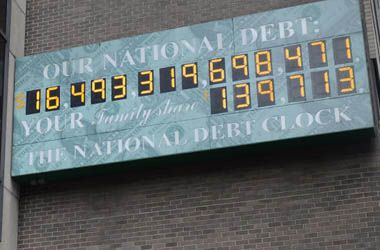 OUR NATIONAL DEBT:
$16,493,319,698,471
YOUR Family share $139,713
THE NATIONAL DEBT CLOCK